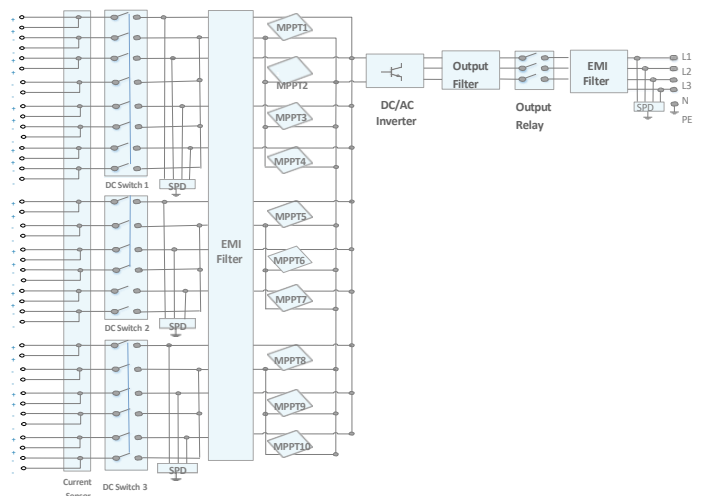 MPPT1
MPPT2
MPPT3
MPPT4
DC Switch 1
SPD
MPPT5
MPPT6
MPPT7
EMI
Filter
DC Switch 2
SPD
MPPT8
MPPT9
MPPT10
SPD
Current
Sensor
DC Switch 3
DC/AC
Inverter
Output
Filter
Output
Relay
EMI
Filter
L1
L2
L3
N
PE
SPD